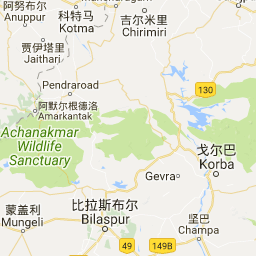 阿努布尔
Anuppur
科特马
Kotma
吉尔米里
Chirimiri
贾伊塔里
Jaithari
130
Pendraroad
阿默尔根德洛
Amarkantak
Achanakmar
Wildlife
Sanctuary
戈尔巴
Korba
Gevra
蒙盖利
Mungeli
比拉斯布尔
Bilaspur
坚巴
Champa
49
149B